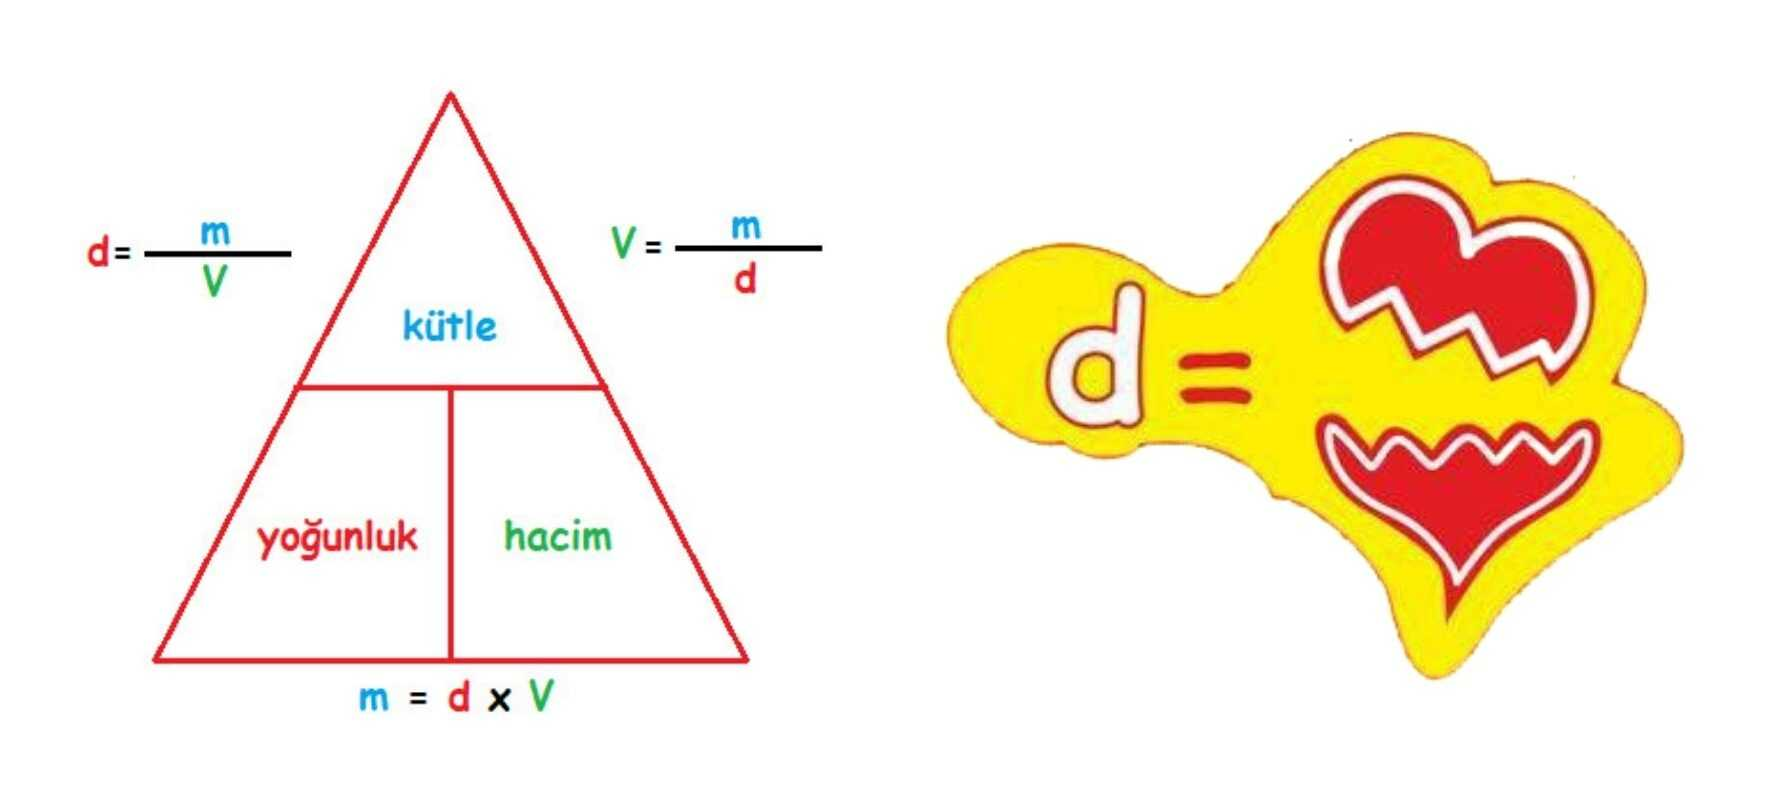 d= m
V
V = m
d
kütle
yoğunluk hacim
m = d x V
d =